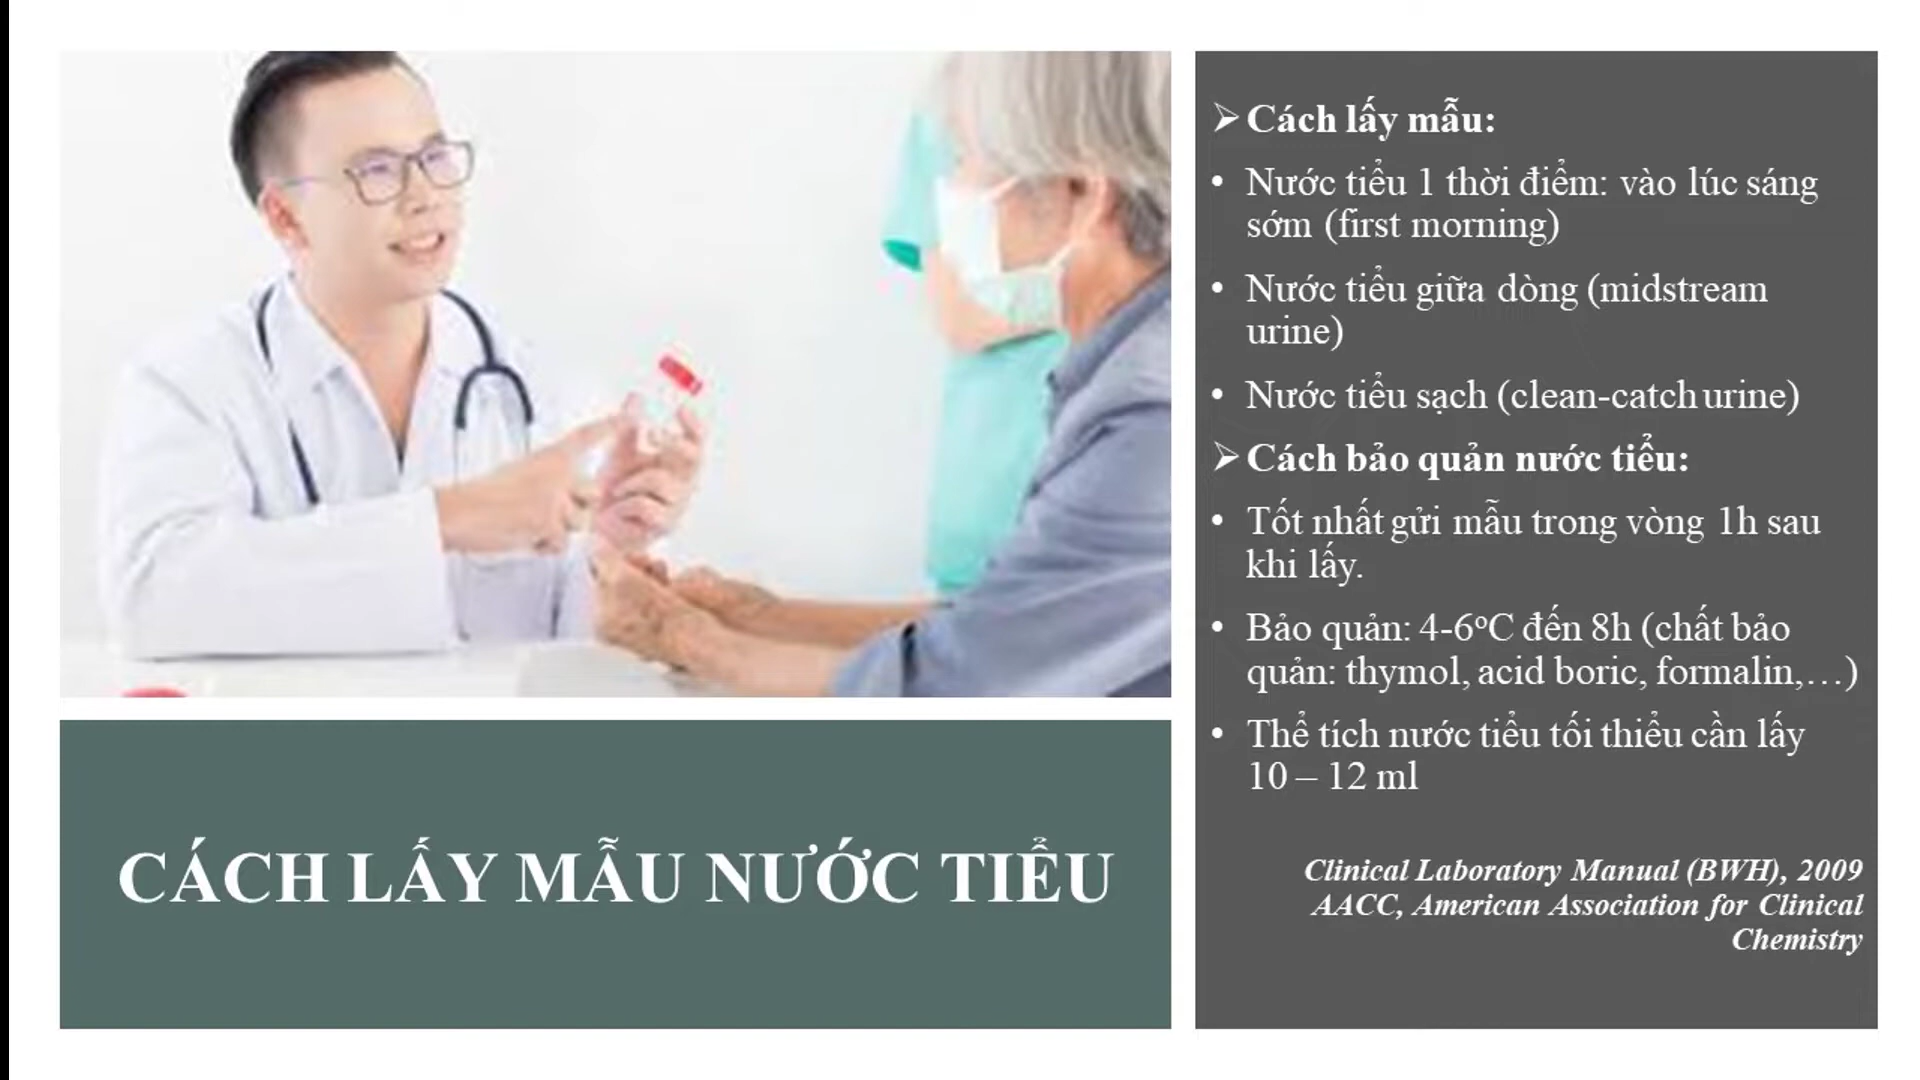 ➢ Cách lấy mẫu:
• Nước tiểu 1 thời điểm: vào lúc sáng
sớm (first morning)
• Nước tiểu giữa dòng (midstream
urine)
• Nước tiểu sạch (clean-catch urine)
➢ Cách bảo quản nước tiểu:
• Tốt nhất gửi mẫu trong vòng 1h sau
khi lấy.
• Bảo quản: 4-6ᵒC đến 8h (chất bảo
quản: thymol, acid boric, formalin,…)
• Thể tích nước tiểu tối thiểu cần lấy
10 – 12 ml
Clinical Laboratory Manual (BWH), 2009
AACC, American Association for Clinical
Chemistry
CÁCH LẤY MẪU NƯỚC TIỂU